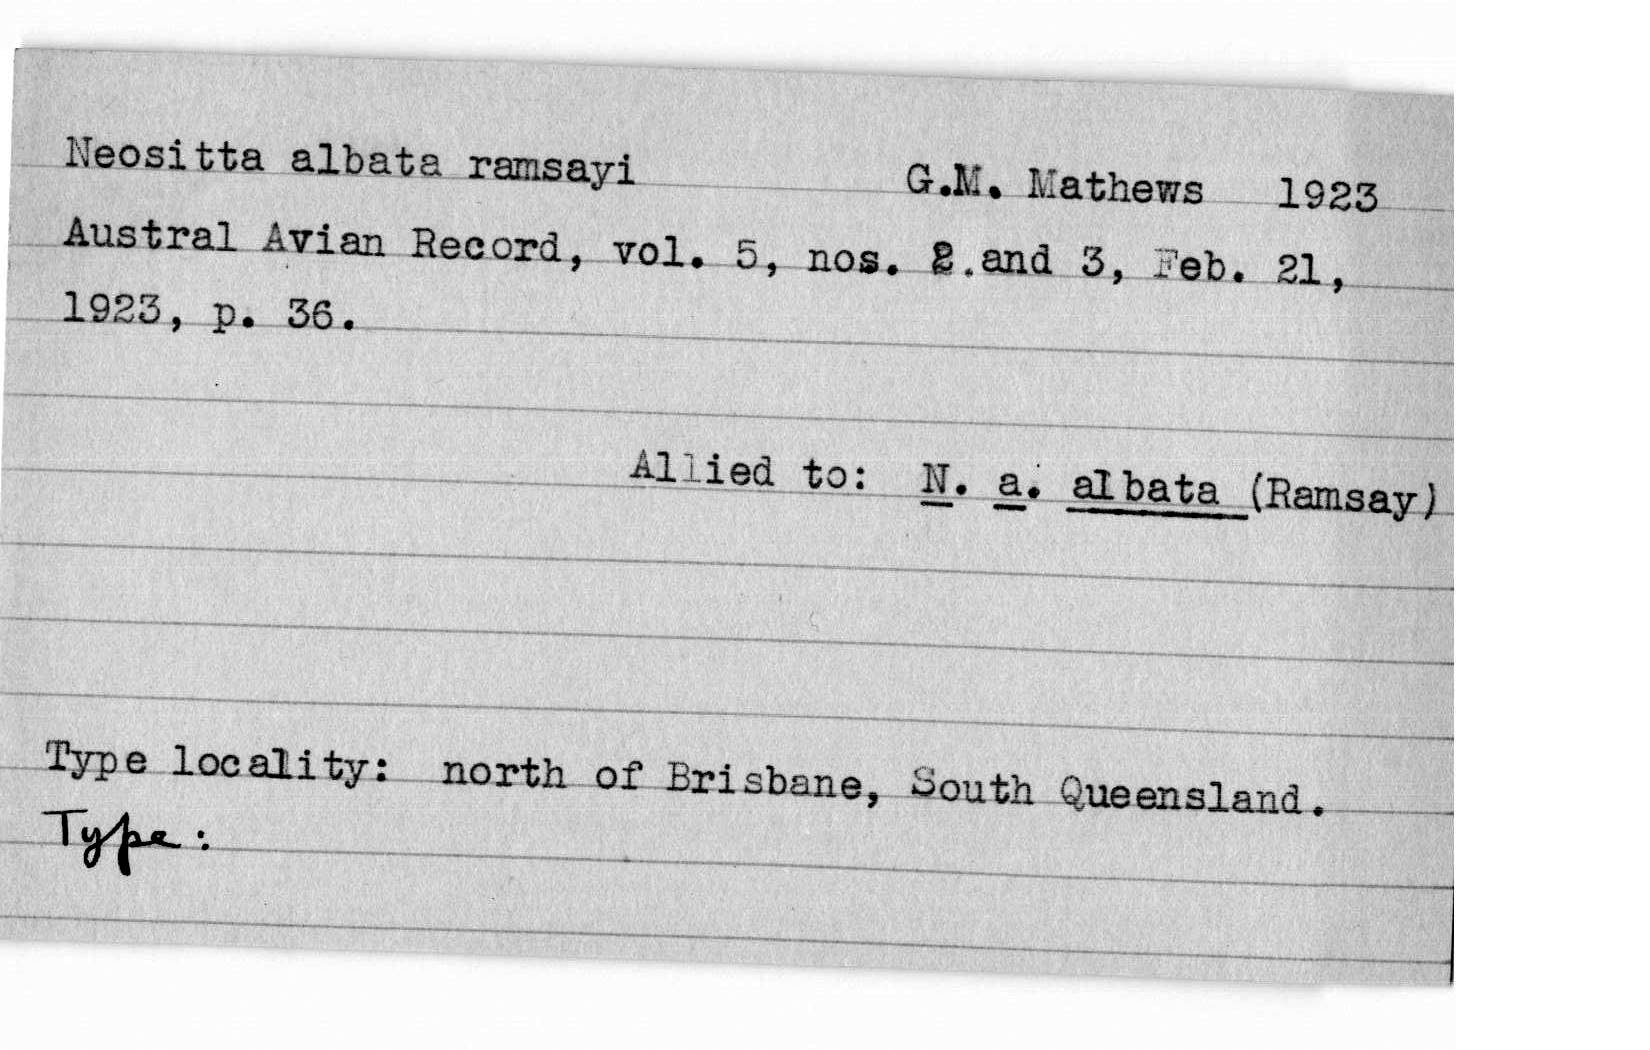 Neositta albata ramsayi G.M. Mathews 1923
Austral Avian Record, vol. 5, nos. 2.and 3, Feb. 21,
1923, p. 36.
Allied to: N. a. albata (Ramsay)
Type locality: north of Brisbane, South Queensland.
Type: